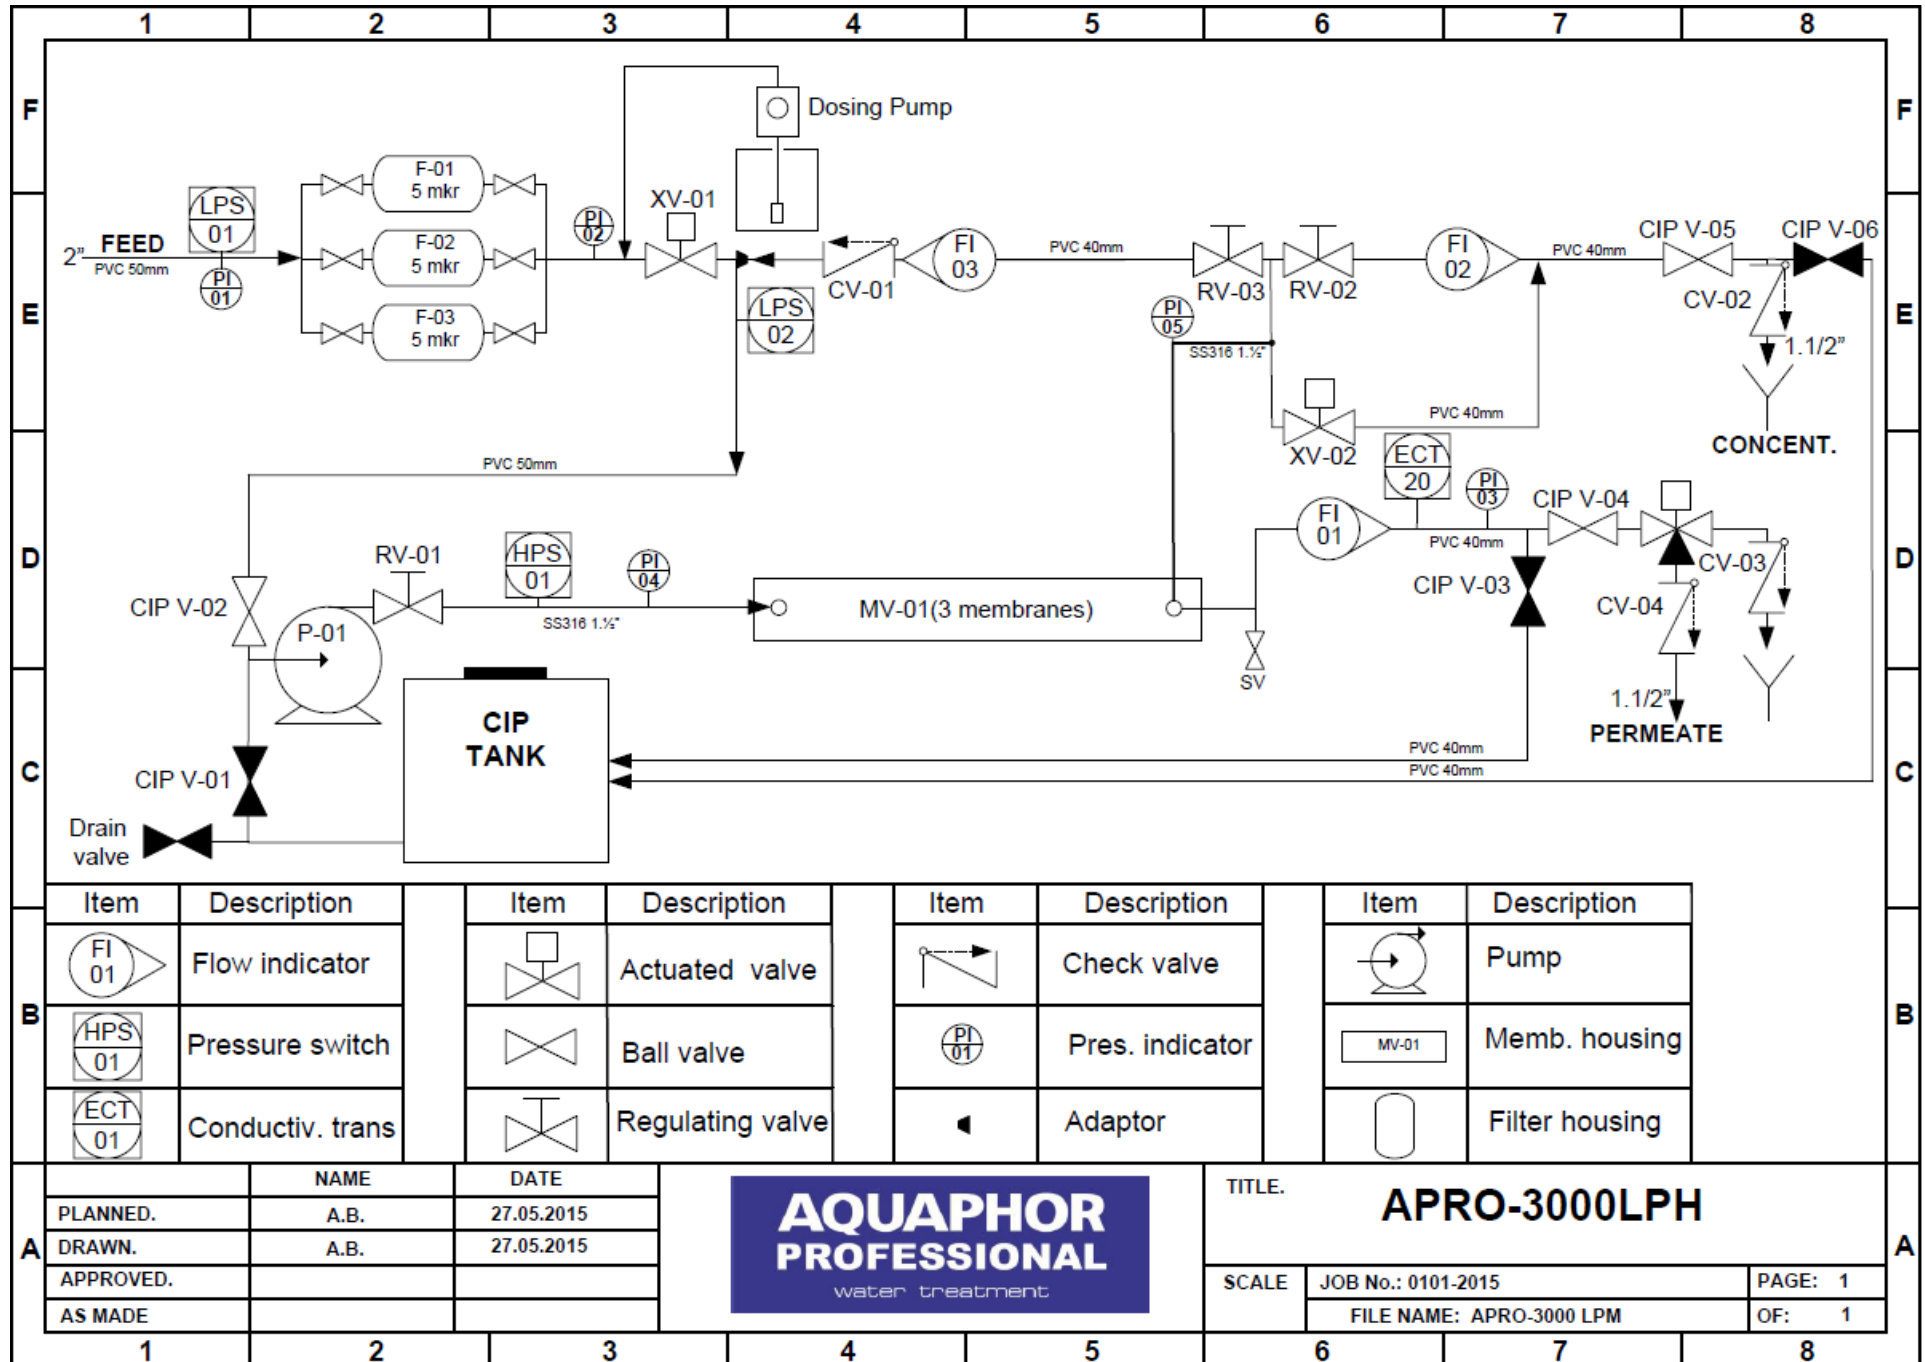 1 2 3 4 5 6 7 8
F F
Dosing Pump
F-01
5 mkr
LPS
01
XV-01
PI
02
2” FEED
PVC 50mm
F-02
5 mkr
PI
01
FI
03
CV-01
PVC 40mm
RV-03
RV-02
FI
02
PVC 40mm
CIP V-05
CIP V-06
CV-02
E E
F-03
5 mkr
LPS
02
PI
05
SS316 1.½”
1.1/2”
PVC 40mm
XV-02
CONCENT.
PVC 50mm
ECT
20
PI
03
CIP V-04
FI
01
PVC 40mm
D D
RV-01
HPS
01
PI
04
CIP V-03
CV-03
CIP V-02
SS316 1.½”
MV-01(3 membranes)
CV-04
P-01
SV
1.1/2”
PERMEATE
CIP
TANK
PVC 40mm
PVC 40mm
C C
CIP V-01
Drain
valve
Item Description Item Description Item Description Item Description
FI
01
Flow indicator
Actuated valve
Check valve
Pump
B B
HPS
01
Pressure switch
Ball valve
PI
01
Pres. indicator
MV-01
Memb. housing
ECT
01
Conductiv. trans
Regulating valve
Adaptor
Filter housing
NAME DATE
PLANNED. A.B. 27.05.2015
DRAWN. A.B. 27.05.2015
APPROVED.
AS MADE
A A
AQUAPHOR
PROFESSIONAL
water treatment
TITLE.
APRO-3000LPH
SCALE JOB No.: 0101-2015 PAGE: 1
FILE NAME: APRO-3000 LPM OF: 1
1 2 3 4 5 6 7 8